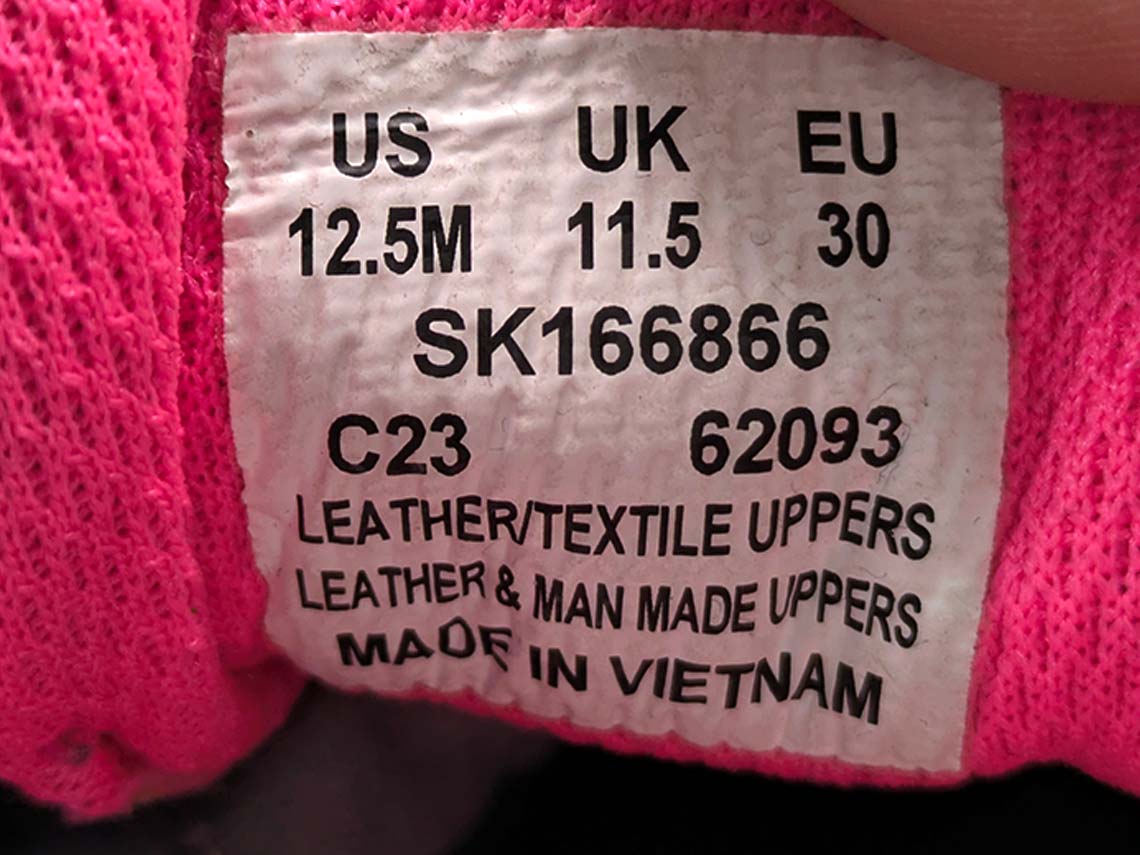 US UK EU
12.5M 11.5 30
SK166866
C23 62093
LEATHER/TEXTILE UPPERS
LEATHER & MAN MADE UPPERS
MADE IN VIETNAM